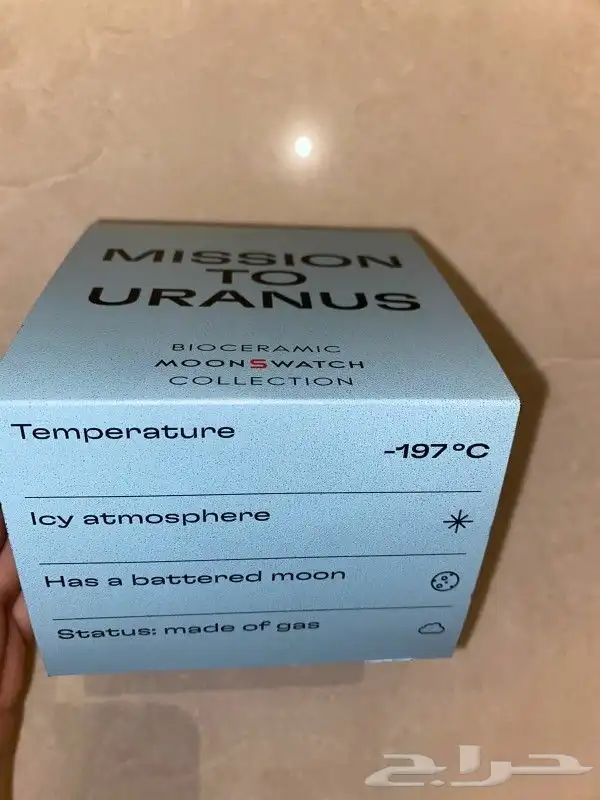 MISSION
TO
URANUS
BIOCERAMIC
MOONSWATCH
COLLECTION
Temperature
-197°C
Icy atmosphere
Has a battered moon
Status: made of gas
حراج